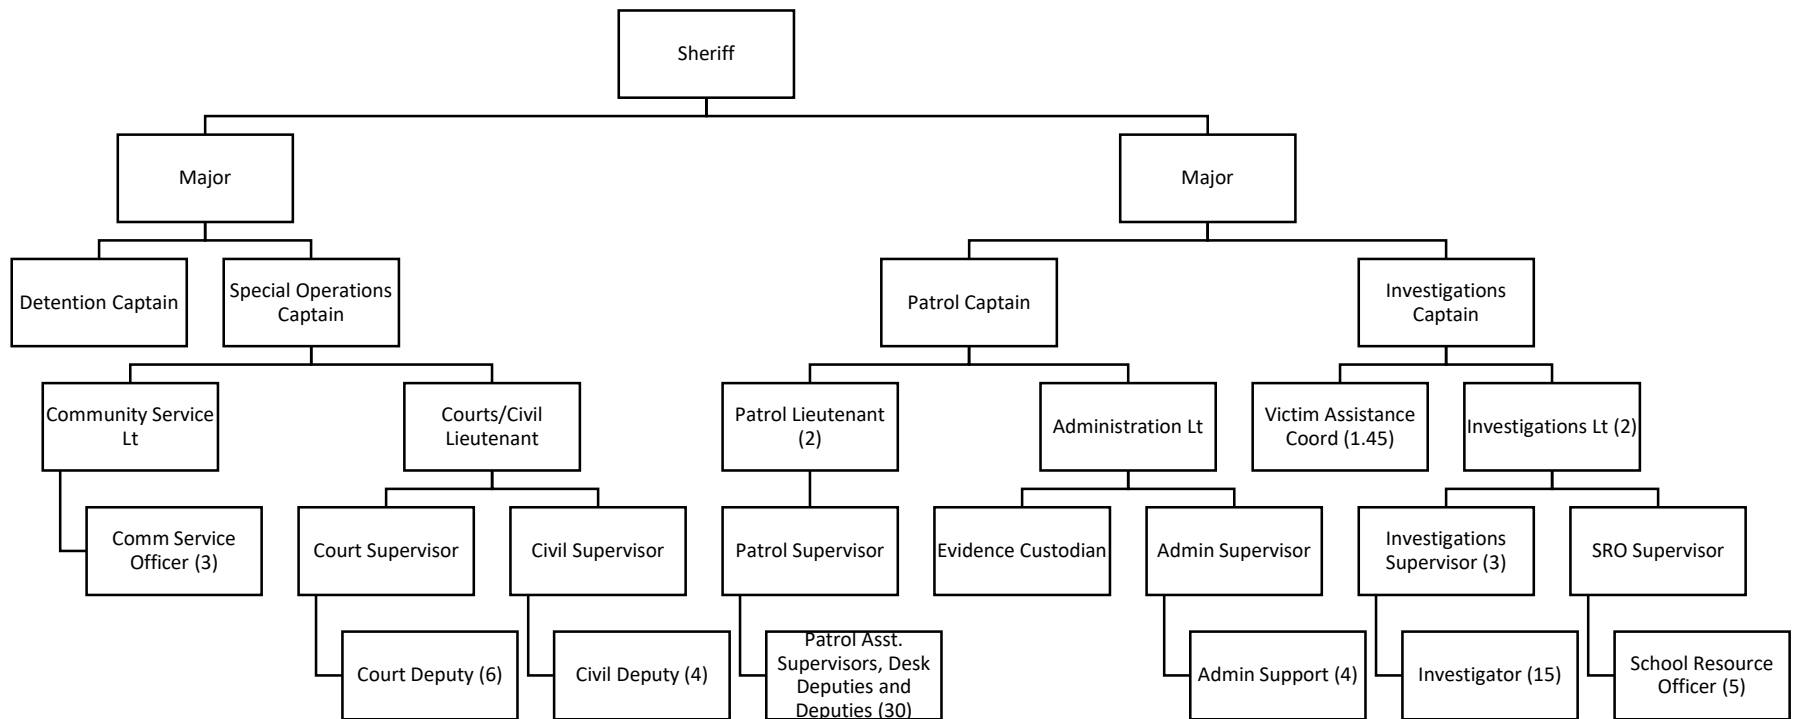 Sheriff
Major
Major
Detention Captain
Special Operations
Captain
Patrol Captain
Investigations
Captain
Community Service
Lt
Courts/Civil
Lieutenant
Patrol Lieutenant
(2)
Administration Lt
Victim Assistance
Coord (1.45)
Investigations Lt (2)
Comm Service
Officer (3)
Court Supervisor
Civil Supervisor
Patrol Supervisor
Evidence Custodian
Admin Supervisor
Investigations
Supervisor (3)
SRO Supervisor
Court Deputy (6)
Civil Deputy (4)
Patrol Asst.
Supervisors, Desk
Deputies and
Deputies (30)
Admin Support (4)
Investigator (15)
School Resource
Officer (5)